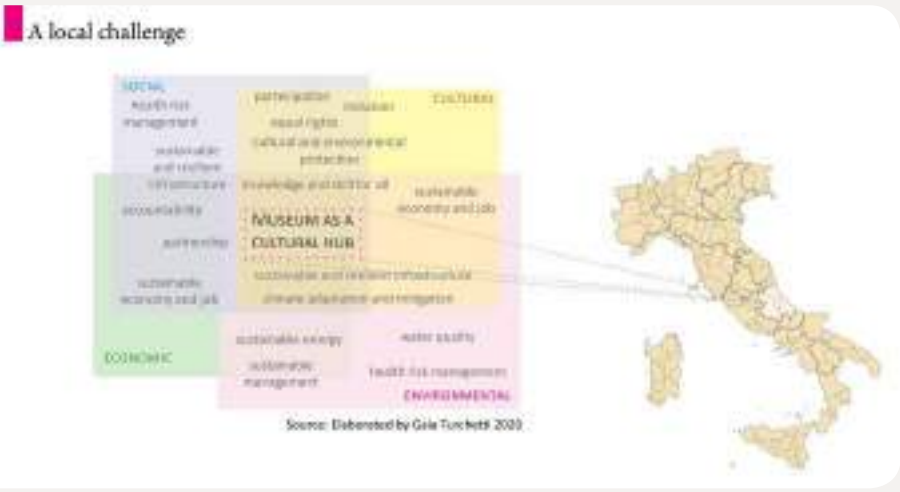 A local challenge
SOCIAL
health risk
management
participation
inclusion
CULTURAL
equal rights
cultural and environmental
protection
sustainable
and resilient
infrastructure
knowledge and skill for all
sustainable
economy and job
accountability
MUSEUM AS A
CULTURAL HUB
partnership
sustainable and resilient infrastructure
sustainable
economy and job
climate adaptation and mitigation
sustainable energy
water quality
ECONOMIC
sustainable
management
health risk management
ENVIRONMENTAL
Source: Elaborated by Gaia Turchetti 2020